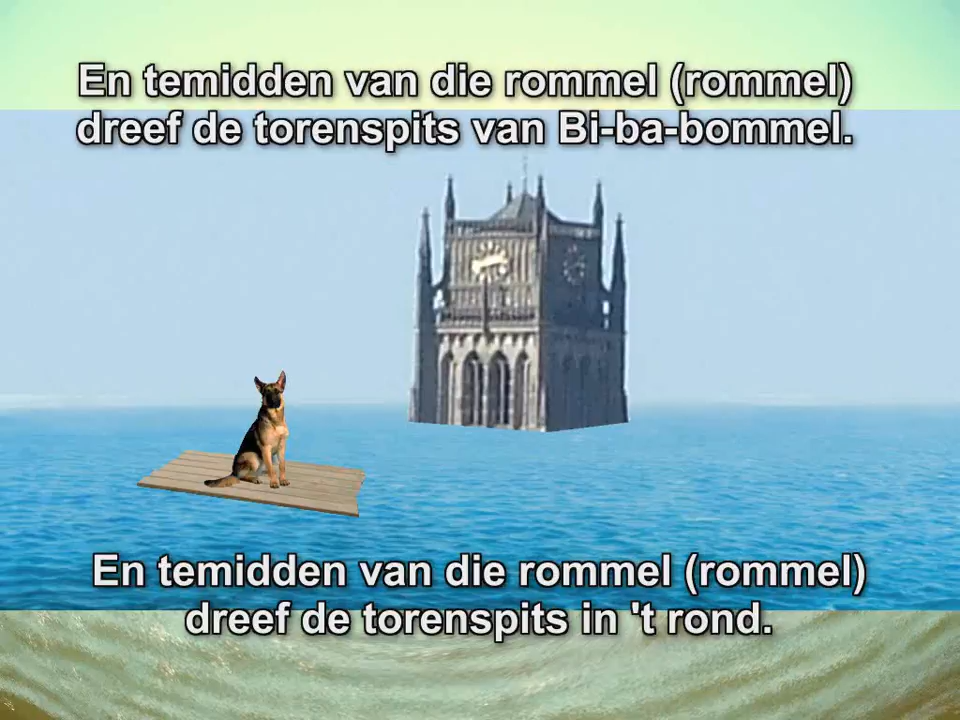 En temidden van die rommel (rommel)
dreef de torenspits van Bi-ba-bommel.
En temidden van die rommel (rommel)
dreef de torenspits in 't rond.